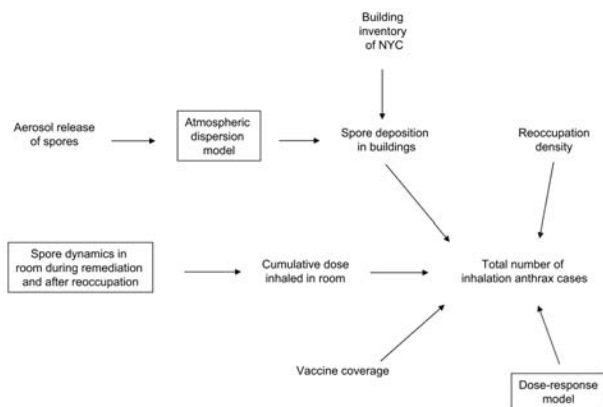 Building
inventory
of NYC
Aerosol release
of spores
Atmospheric
dispersion
model
Spore deposition
in buildings
Reoccupation
density
Spore dynamics in
room during remediation
and after reoccupation
Cumulative dose
inhaled in room
Total number of
inhalation anthrax cases
Vaccine coverage
Dose-response
model